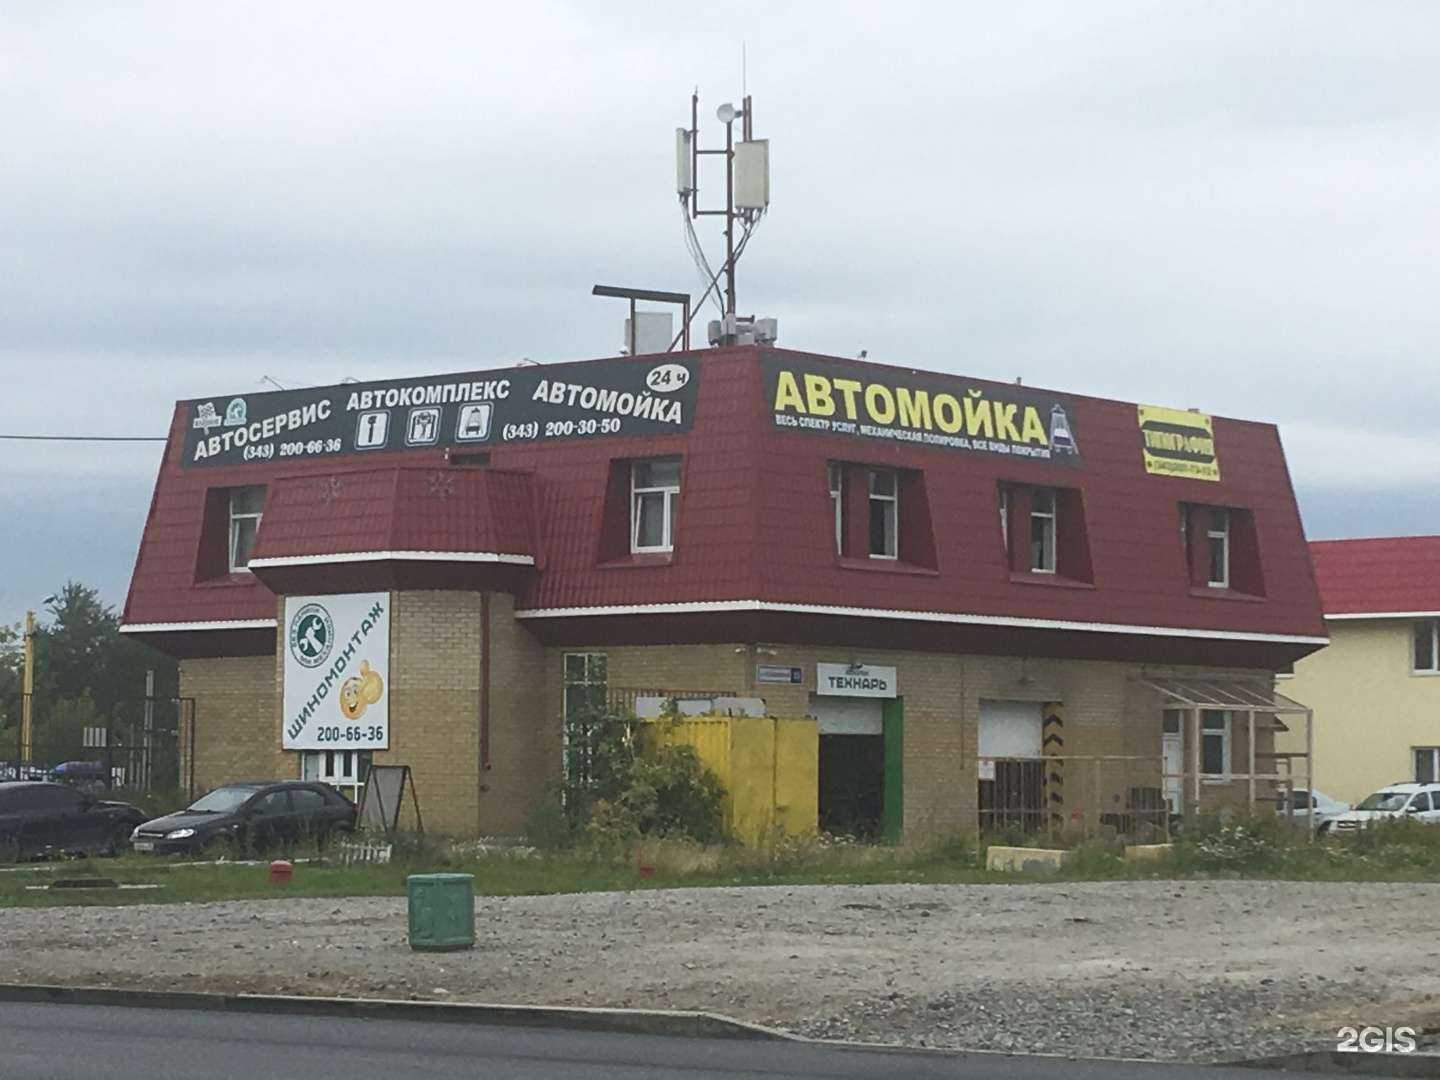 АВТОСЕРВИС
(343) 200-66-36
АВТОКОМПЛЕКС
АВТОМОЙКА
24 ч
(343) 200-30-50
АВТОМОЙКА
ВЕСЬ СПЕКТР УСЛУГ, МЕХАНИЧЕСКАЯ ПОЛИРОВКА, ВСЕ ВИДЫ ПОКРЫТИЯ
ТИПОГРАФИЯ
ШИНОМОНТАЖ
200-66-36
ТЕХНАРЬ
2GIS